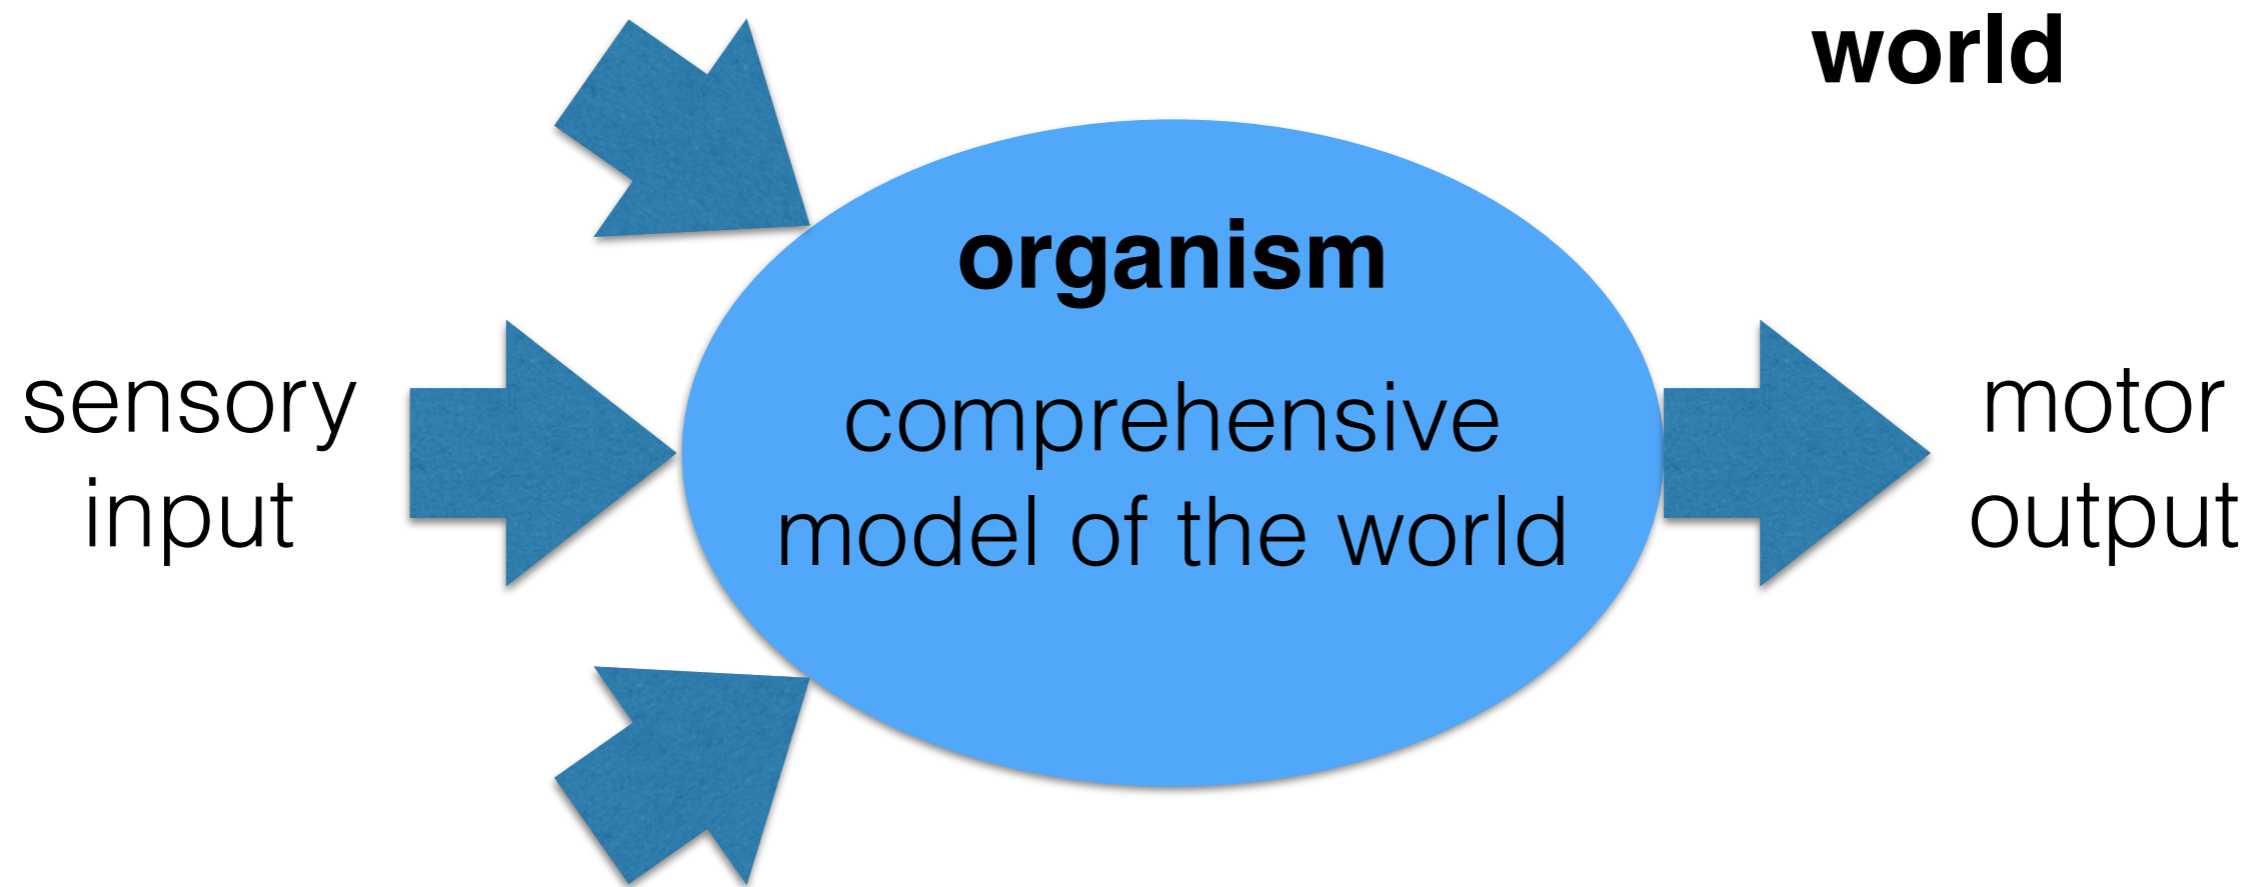 world
organism
sensory
input
comprehensive
model of the world
motor
output